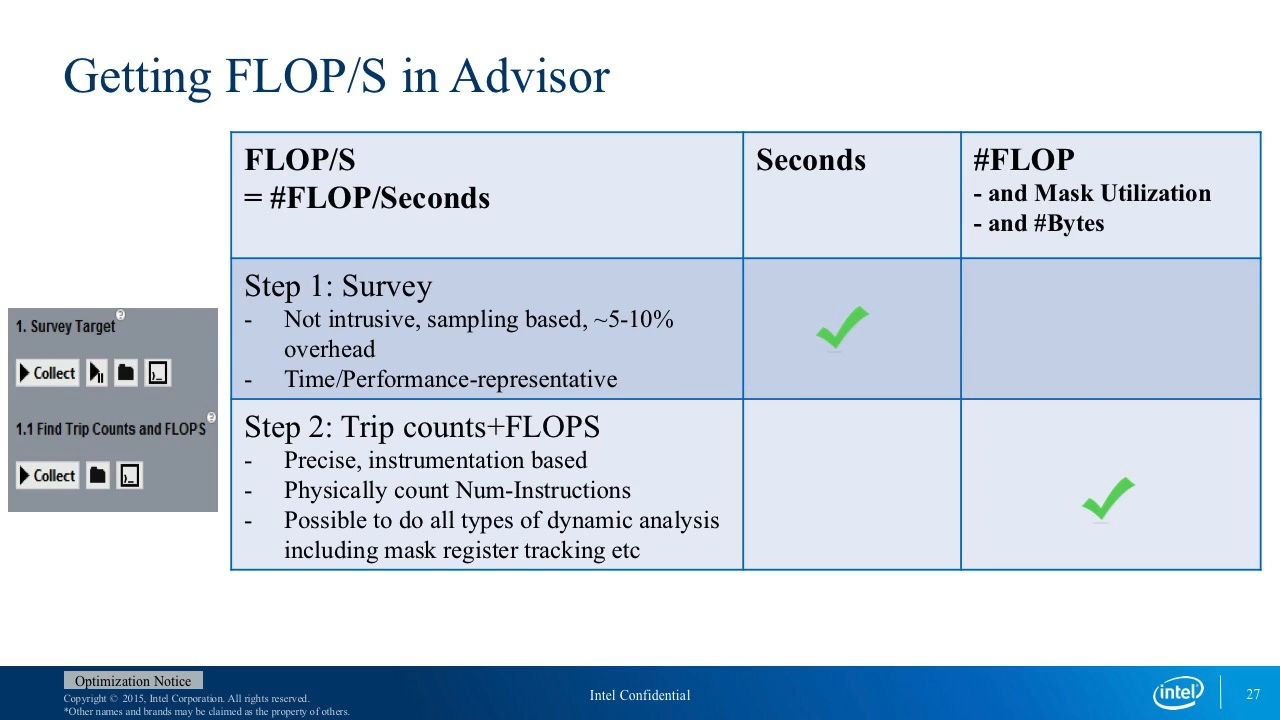 Getting FLOP/S in Advisor
FLOP/S
= #FLOP/Seconds
Seconds
#FLOP
- and Mask Utilization
- and #Bytes
Step 1: Survey
- Not intrusive, sampling based, ~5-10%
overhead
- Time/Performance-representative
1. Survey Target ?
Collect
1.1 Find Trip Counts and FLOPS ?
Collect
Step 2: Trip counts+FLOPS
- Precise, instrumentation based
- Physically count Num-Instructions
- Possible to do all types of dynamic analysis
including mask register tracking etc
Optimization Notice
Copyright © 2015, Intel Corporation. All rights reserved.
*Other names and brands may be claimed as the property of others.
Intel Confidential
intel
27